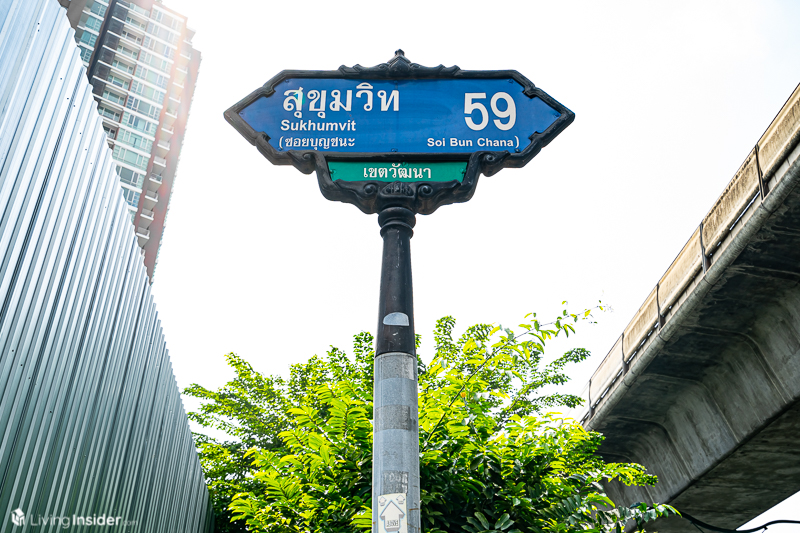 สุขุมวิท 59
Sukhumvit
(ซอยบุญชนะ Soi Bun Chana)
เขตวัฒนา
LivingInsider.com